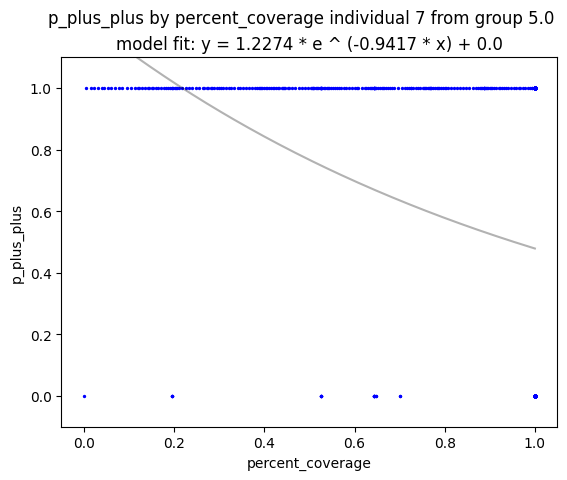 p_plus_plus by percent_coverage individual 7 from group 5.0
model fit: y = 1.2274 * e ^ (-0.9417 * x) + 0.0
1.0
0.8
0.6
0.4
0.2
0.0
p_plus_plus
0.0 0.2 0.4 0.6 0.8 1.0
percent_coverage